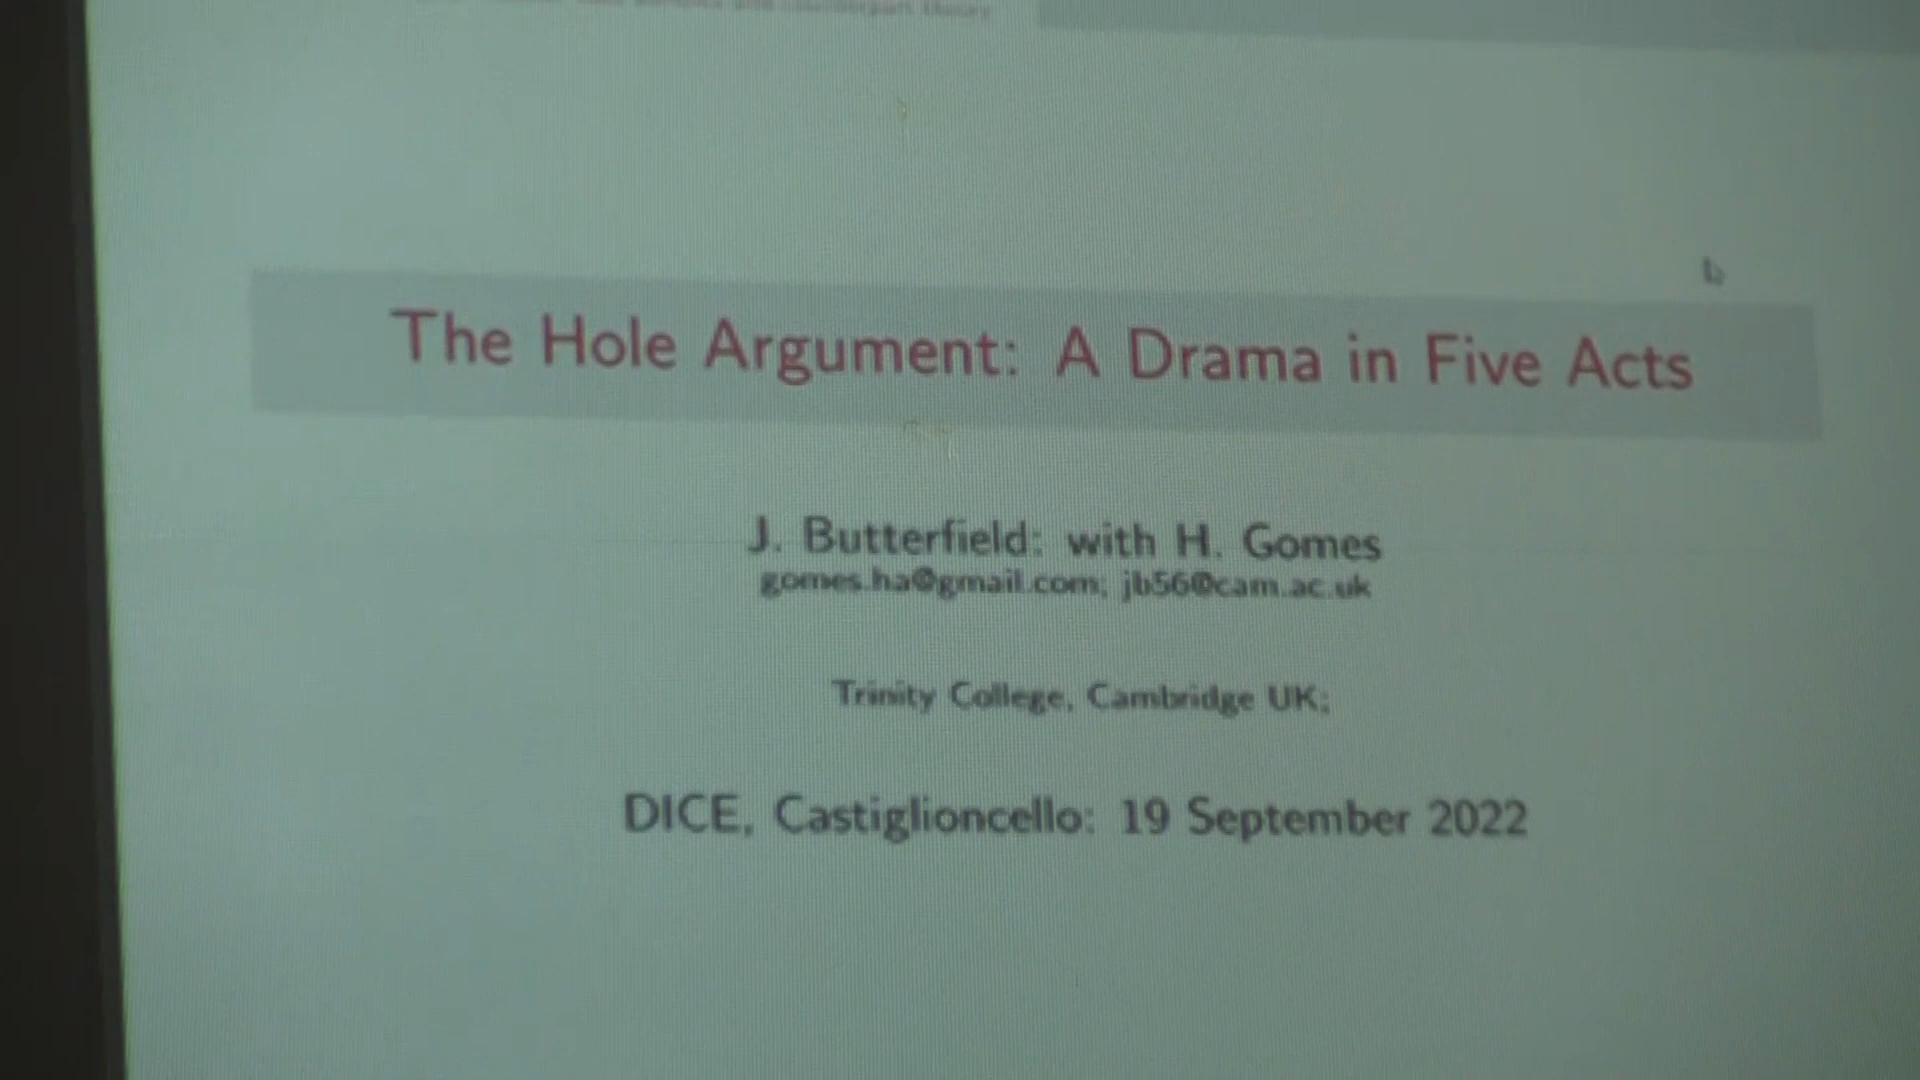 The Hole Argument: A Drama in Five Acts
J. Butterfield: with H. Gomes
gomes.ha@gmail.com; jb56@cam.ac.uk
Trinity College, Cambridge UK;
DICE, Castiglioncello: 19 September 2022